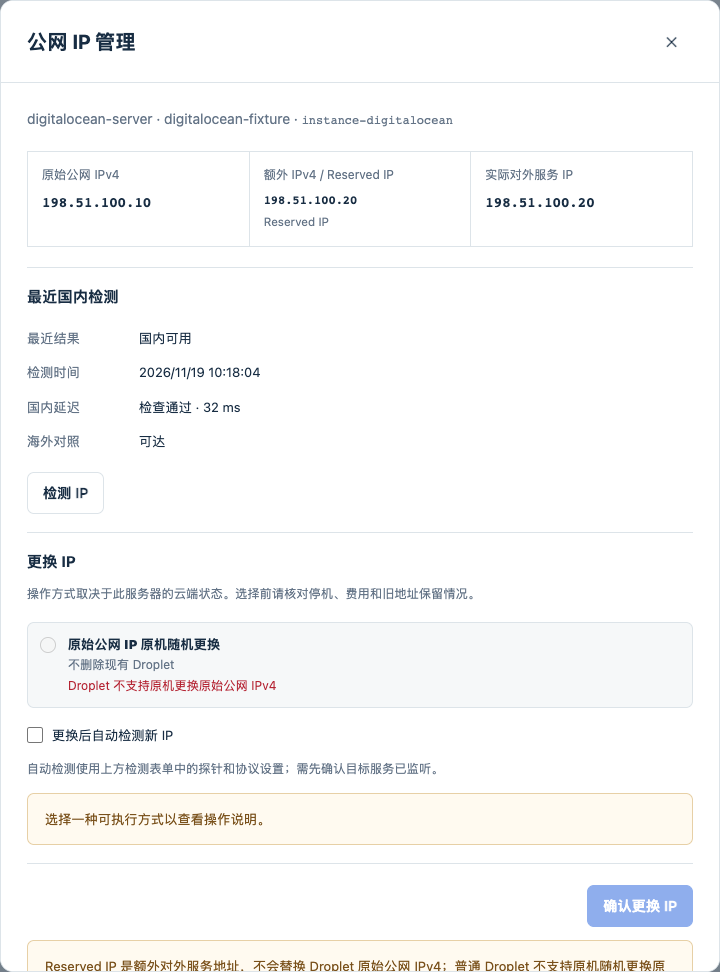 公网 IP 管理
digitalocean-server · digitalocean-fixture · instance-digitalocean
原始公网 IPv4
198.51.100.10
额外 IPv4 / Reserved IP
198.51.100.20
Reserved IP
实际对外服务 IP
198.51.100.20
最近国内检测
最近结果 国内可用
检测时间 2026/11/19 10:18:04
国内延迟 检查通过 · 32 ms
海外对照 可达
检测 IP
更换 IP
操作方式取决于此服务器的云端状态。选择前请核对停机、费用和旧地址保留情况。
原始公网 IP 原机随机更换
不删除现有 Droplet
Droplet 不支持原机更换原始公网 IPv4
更换后自动检测新 IP
自动检测使用上方检测表单中的探针和协议设置；需先确认目标服务已监听。
选择一种可执行方式以查看操作说明。
确认更换 IP
Reserved IP 是额外对外服务地址，不会替换 Droplet 原始公网 IPv4；普通 Droplet 不支持原机随机更换原